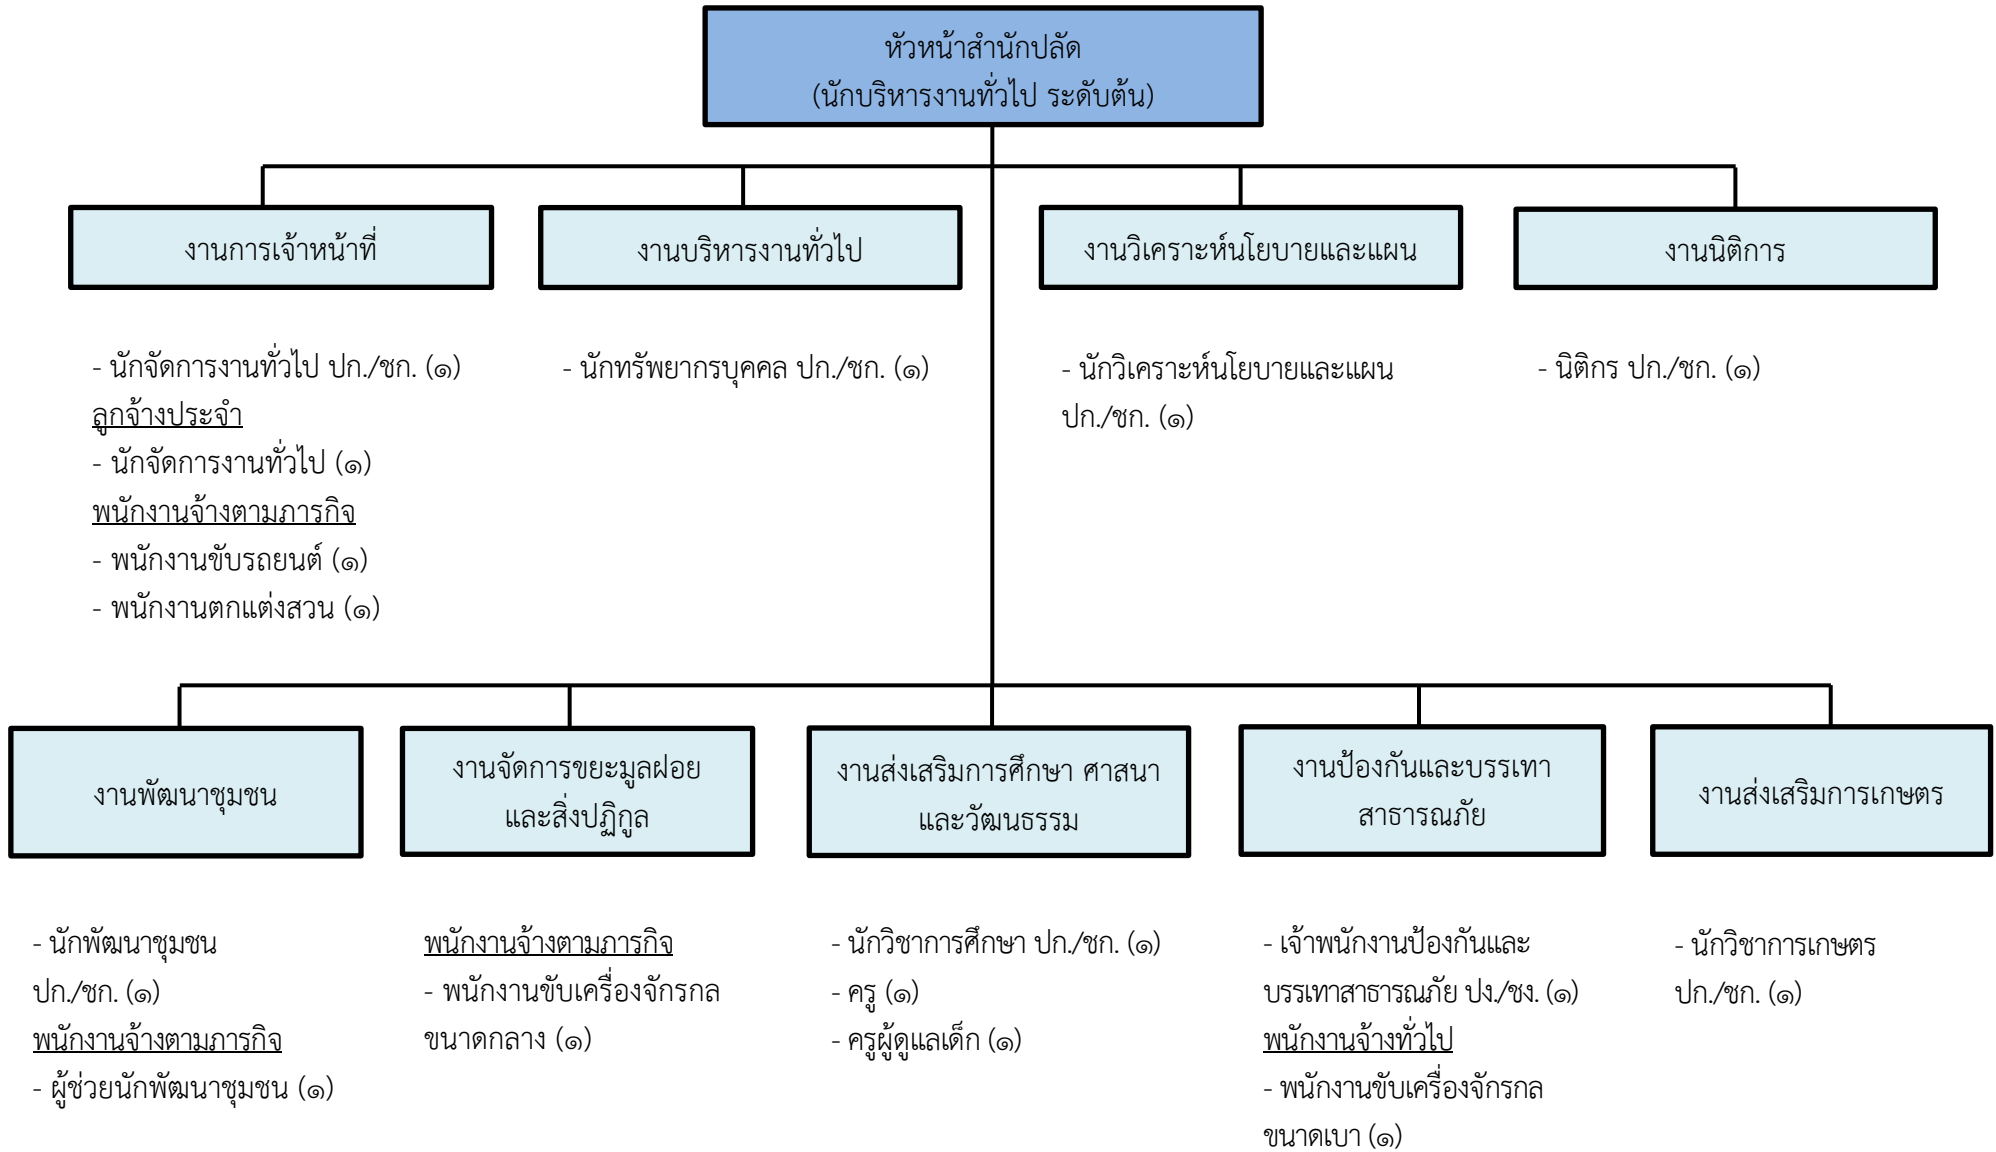 หัวหน้าสำนักปลัด
(นักบริหารงานทั่วไป ระดับต้น)
งานการเจ้าหน้าที่
งานบริหารงานทั่วไป
งานวิเคราะห์นโยบายและแผน
งานนิติการ
- นักจัดการงานทั่วไป ปก./ชก. (๑)
ลูกจ้างประจำ
- นักจัดการงานทั่วไป (๑)
พนักงานจ้างตามภารกิจ
- พนักงานขับรถยนต์ (๑)
- พนักงานตกแต่งสวน (๑)
- นักทรัพยากรบุคคล ปก./ชก. (๑)
- นักวิเคราะห์นโยบายและแผน
ปก./ชก. (๑)
- นิติกร ปก./ชก. (๑)
งานพัฒนาชุมชน
งานจัดการขยะมูลฝอย
และสิ่งปฏิกูล
งานส่งเสริมการศึกษา ศาสนา
และวัฒนธรรม
งานป้องกันและบรรเทา
สาธารณภัย
งานส่งเสริมการเกษตร
- นักพัฒนาชุมชน
ปก./ชก. (๑)
พนักงานจ้างตามภารกิจ
- ผู้ช่วยนักพัฒนาชุมชน (๑)
พนักงานจ้างตามภารกิจ
- พนักงานขับเครื่องจักรกล
ขนาดกลาง (๑)
- นักวิชาการศึกษา ปก./ชก. (๑)
- ครู (๑)
- ครูผู้ดูแลเด็ก (๑)
- เจ้าพนักงานป้องกันและ
บรรเทาสาธารณภัย ปง./ชง. (๑)
พนักงานจ้างทั่วไป
- พนักงานขับเครื่องจักรกล
ขนาดเบา (๑)
- นักวิชาการเกษตร
ปก./ชก. (๑)